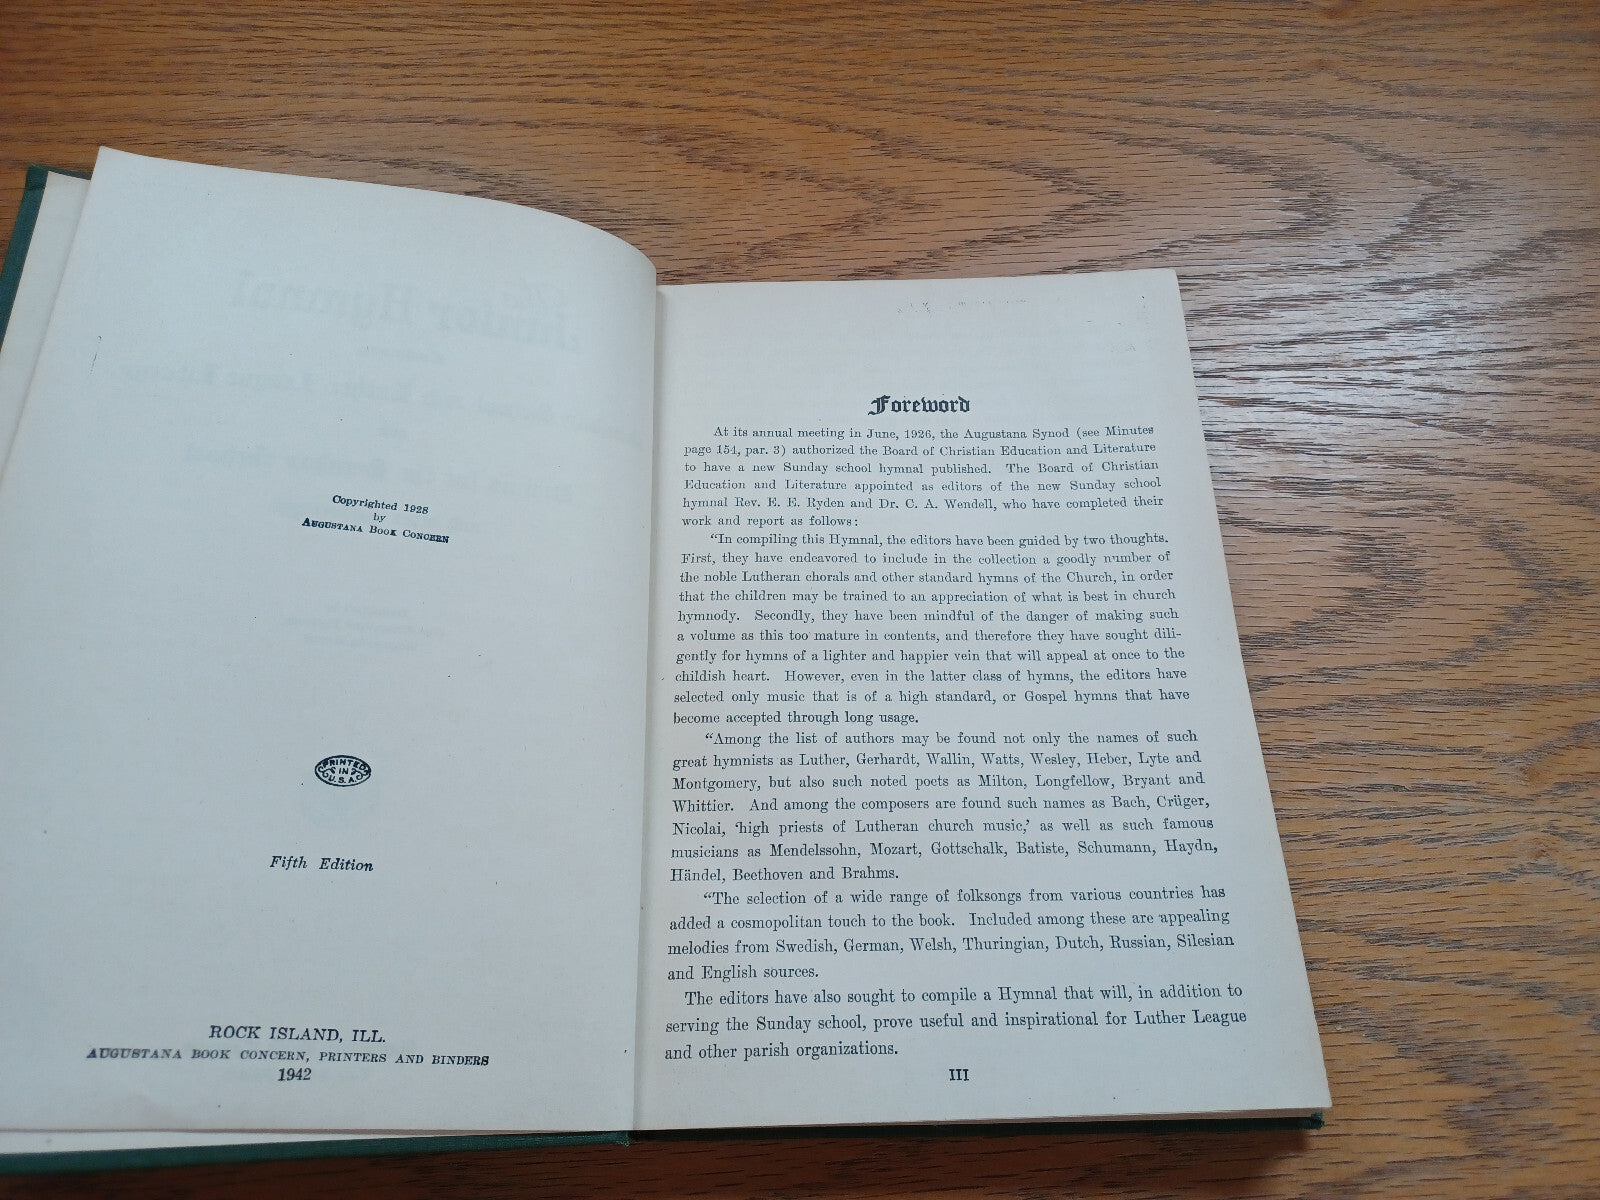 Copyrighted 1928
by
AUGUSTANA BOOK CONCERN
PRINTED
IN
U.S.A.
Fifth Edition
ROCK ISLAND, ILL.
AUGUSTANA BOOK CONCERN, PRINTERS AND BINDERS
1942
Foreword
At its annual meeting in June, 1926, the Augustana Synod (see Minutes
page 154, par. 3) authorized the Board of Christian Education and Literature
to have a new Sunday school hymnal published. The Board of Christian
Education and Literature appointed as editors of the new Sunday school
hymnal Rev. E. E. Ryden and Dr. C. A. Wendell, who have completed their
work and report as follows:
“In compiling this Hymnal, the editors have been guided by two thoughts.
First, they have endeavored to include in the collection a goodly number of
the noble Lutheran chorals and other standard hymns of the Church, in order
that the children may be trained to an appreciation of what is best in church
hymnody. Secondly, they have been mindful of the danger of making such
a volume as this too mature in contents, and therefore they have sought dili-
gently for hymns of a lighter and happier vein that will appeal at once to the
childish heart. However, even in the latter class of hymns, the editors have
selected only music that is of a high standard, or Gospel hymns that have
become accepted through long usage.
“Among the list of authors may be found not only the names of such
great hymnists as Luther, Gerhardt, Wallin, Watts, Wesley, Heber, Lyte and
Montgomery, but also such noted poets as Milton, Longfellow, Bryant and
Whittier. And among the composers are found such names as Bach, Crüger,
Nicolai, ‘high priests of Lutheran church music,’ as well as such famous
musicians as Mendelssohn, Mozart, Gottschalk, Batiste, Schumann, Haydn,
Händel, Beethoven and Brahms.
“The selection of a wide range of folksongs from various countries has
added a cosmopolitan touch to the book. Included among these are appealing
melodies from Swedish, German, Welsh, Thuringian, Dutch, Russian, Silesian
and English sources.
The editors have also sought to compile a Hymnal that will, in addition to
serving the Sunday school, prove useful and inspirational for Luther League
and other parish organizations.
III